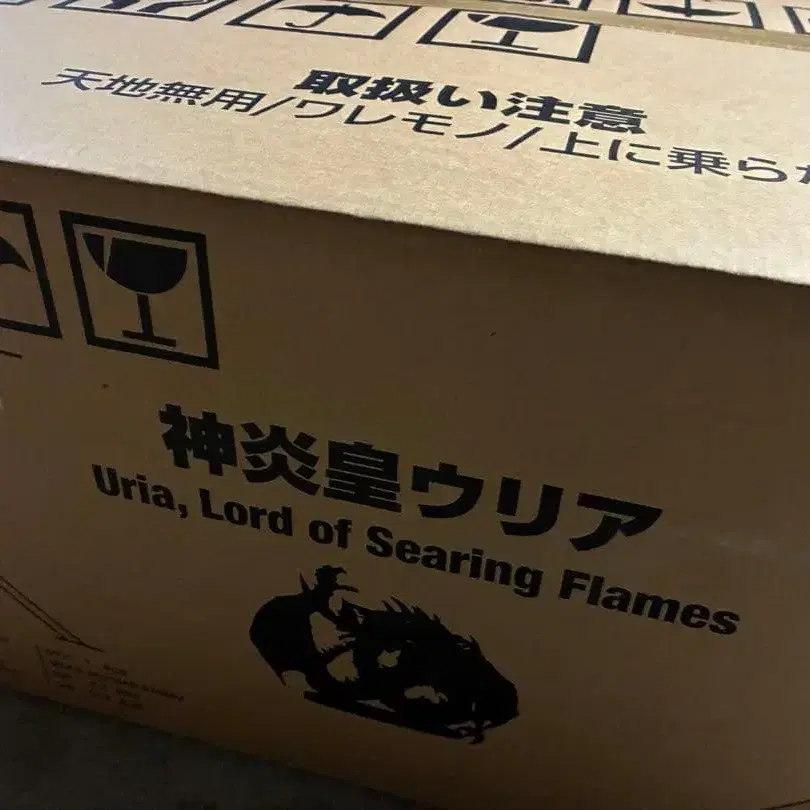 取扱い注意
天地無用/ワレモノ/上に乗ら
神炎皇ウリア
Uria, Lord of Searing Flames